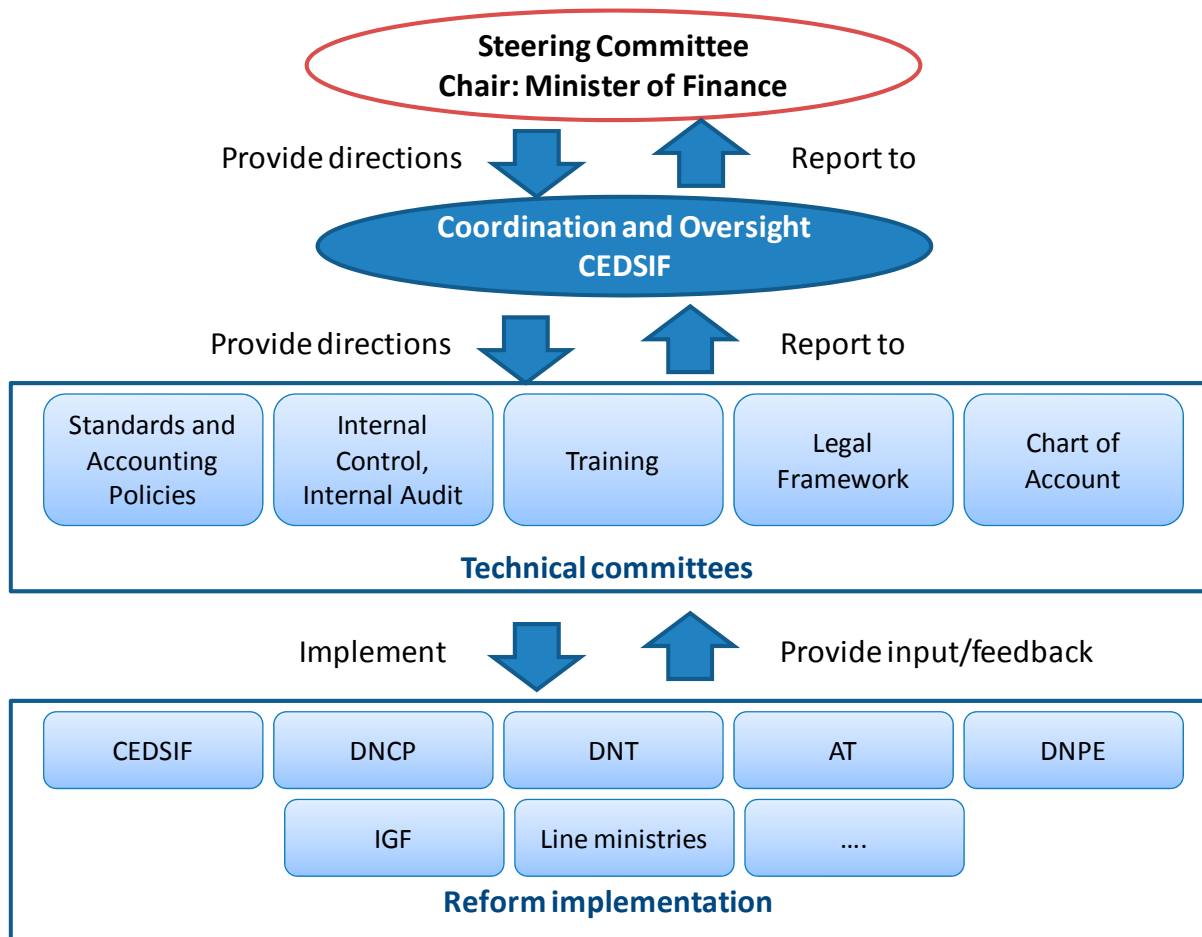 Steering Committee
Chair: Minister of Finance
Provide directions
Report to
Coordination and Oversight
CEDSIF
Provide directions
Report to
Standards and
Accounting
Policies
Internal
Control,
Internal Audit
Training
Legal
Framework
Chart of
Account
Technical committees
Implement
Provide input/feedback
CEDSIF
DNCP
DNT
AT
DNPE
IGF
Line ministries
....
Reform implementation